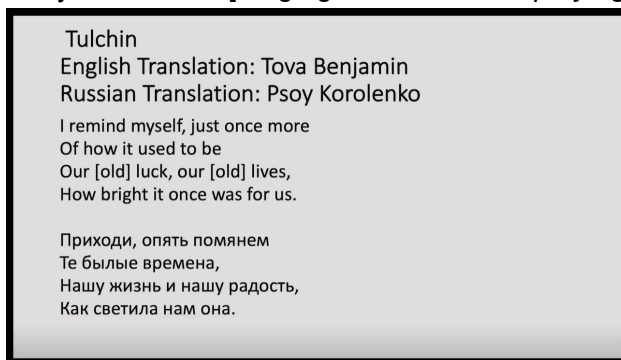 Tulchin
English Translation: Tova Benjamin
Russian Translation: Psoy Korolenko
I remind myself, just once more
Of how it used to be
Our [old] luck, our [old] lives,
How bright it once was for us.
Приходи, опять помянем
Те былые времена,
Нашу жизнь и нашу радость,
Как светила нам она.